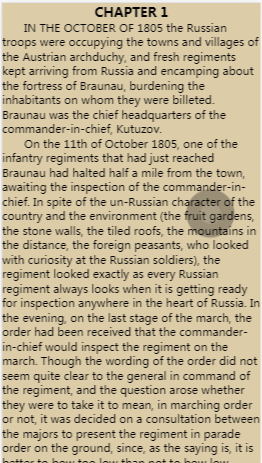 CHAPTER 1
IN THE OCTOBER OF 1805 the Russian
troops were occupying the towns and villages of
the Austrian archduchy, and fresh regiments
kept arriving from Russia and encamping about
the fortress of Braunau, burdening the
inhabitants on whom they were billeted.
Braunau was the chief headquarters of the
commander-in-chief, Kutuzov.
On the 11th of October 1805, one of the
infantry regiments that had just reached
Braunau had halted half a mile from the town,
awaiting the inspection of the commander-in-
chief. In spite of the un-Russian character of the
country and the environment (the fruit gardens,
the stone walls, the tiled roofs, the mountains in
the distance, the foreign peasants, who looked
with curiosity at the Russian soldiers), the
regiment looked exactly as every Russian
regiment always looks when it is getting ready
for inspection anywhere in the heart of Russia. In
the evening, on the last stage of the march, the
order had been received that the commander-
in-chief would inspect the regiment on the
march. Though the wording of the order did not
seem quite clear to the general in command of
the regiment, and the question arose whether
they were to take it to mean, in marching order
or not, it was decided on a consultation between
the majors to present the regiment in parade
order on the ground, since, as the saying is, it is
better to bow too low than not to bow low